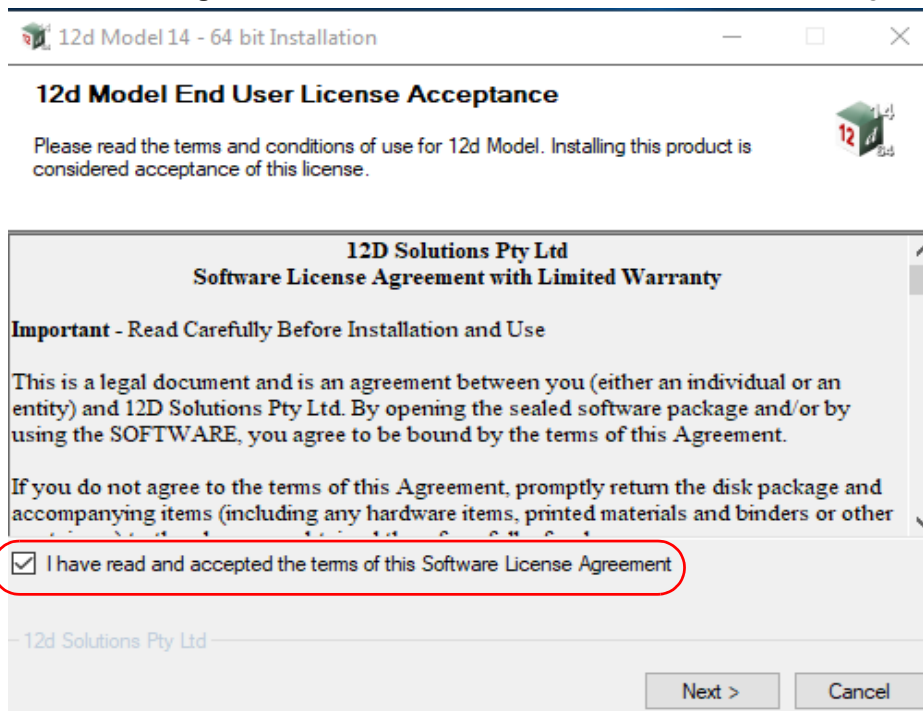 12d Model 14 - 64 bit Installation
12d Model End User License Acceptance
Please read the terms and conditions of use for 12d Model. Installing this product is
considered acceptance of this license.
14
12 d
64
12D Solutions Pty Ltd
Software License Agreement with Limited Warranty
Important - Read Carefully Before Installation and Use
This is a legal document and is an agreement between you (either an individual or an
entity) and 12D Solutions Pty Ltd. By opening the sealed software package and/or by
using the SOFTWARE, you agree to be bound by the terms of this Agreement.
If you do not agree to the terms of this Agreement, promptly return the disk package and
accompanying items (including any hardware items, printed materials and binders or other
I have read and accepted the terms of this Software License Agreement
12d Solutions Pty Ltd
Next >
Cancel